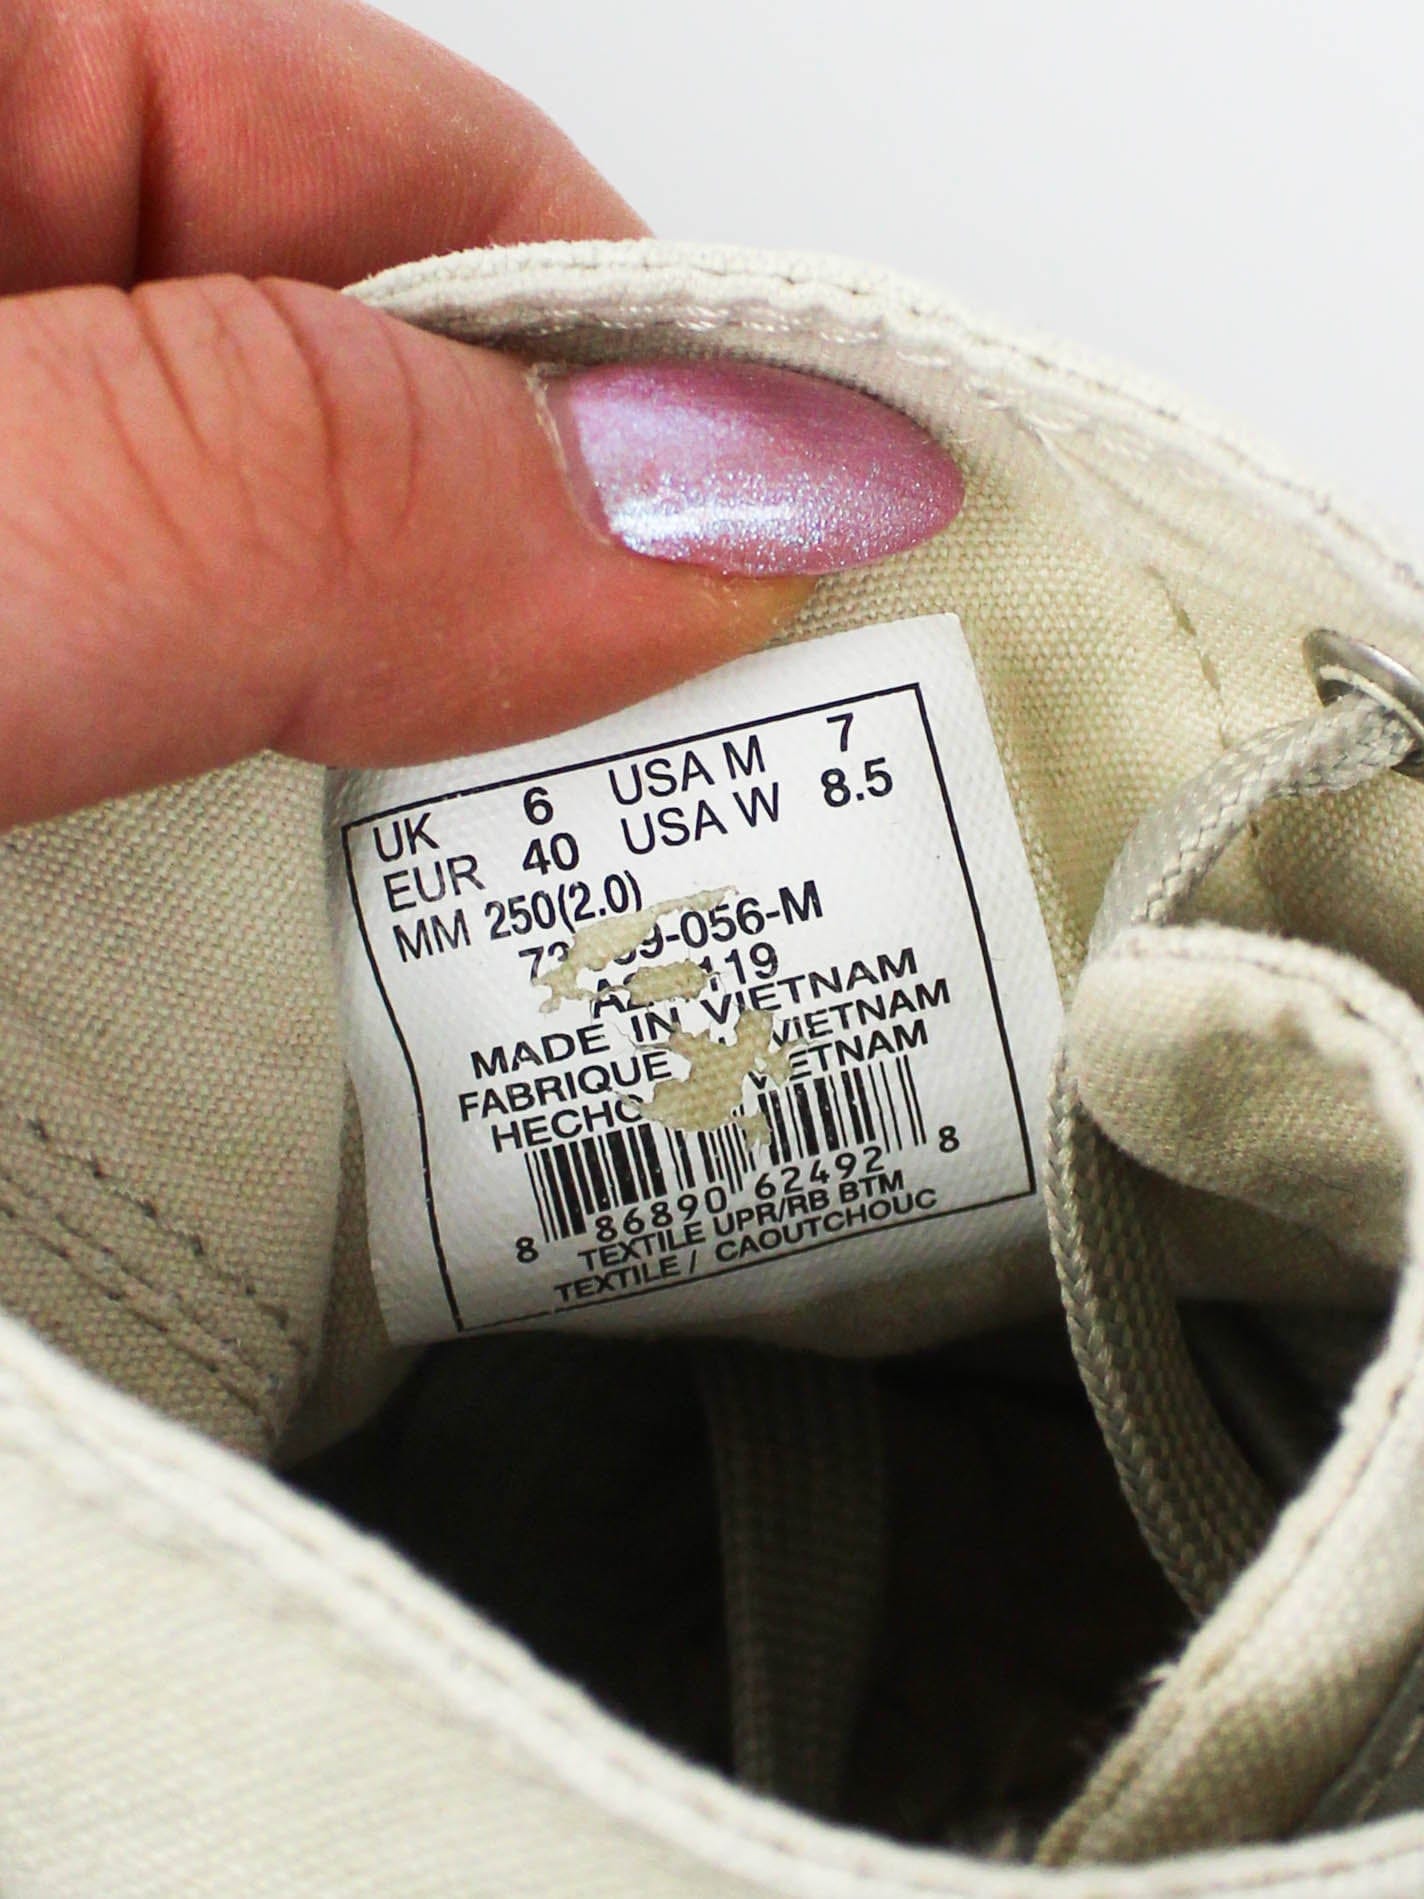 UK 6 USA M 7
EUR 40 USA W 8.5
MM 250(2.0)
9-056-M
119
MADE IN VIETNAM
FABRIQUE VIETNAM
HECHO VIETNAM
8 86890 62492 8
TEXTILE UPR/RB BTM
TEXTILE / CAOUTCHOUC